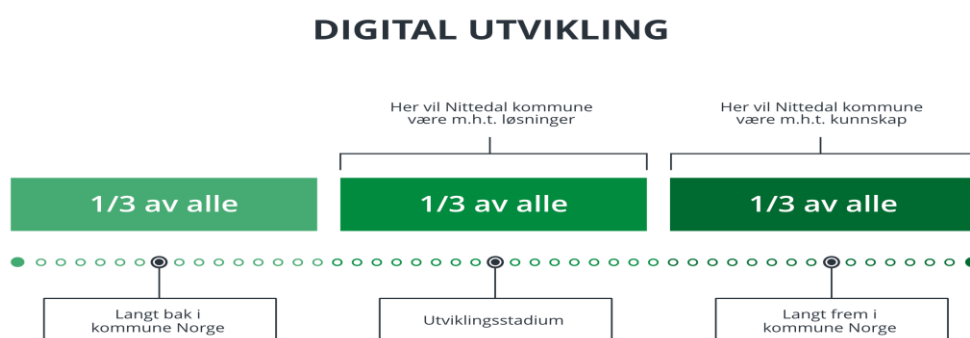 DIGITAL UTVIKLING
Her vil Nittedal kommune
være m.h.t. løsninger
Her vil Nittedal kommune
være m.h.t. kunnskap
1/3 av alle
1/3 av alle
1/3 av alle
Langt bak i
kommune Norge
Utviklingsstadium
Langt frem i
kommune Norge